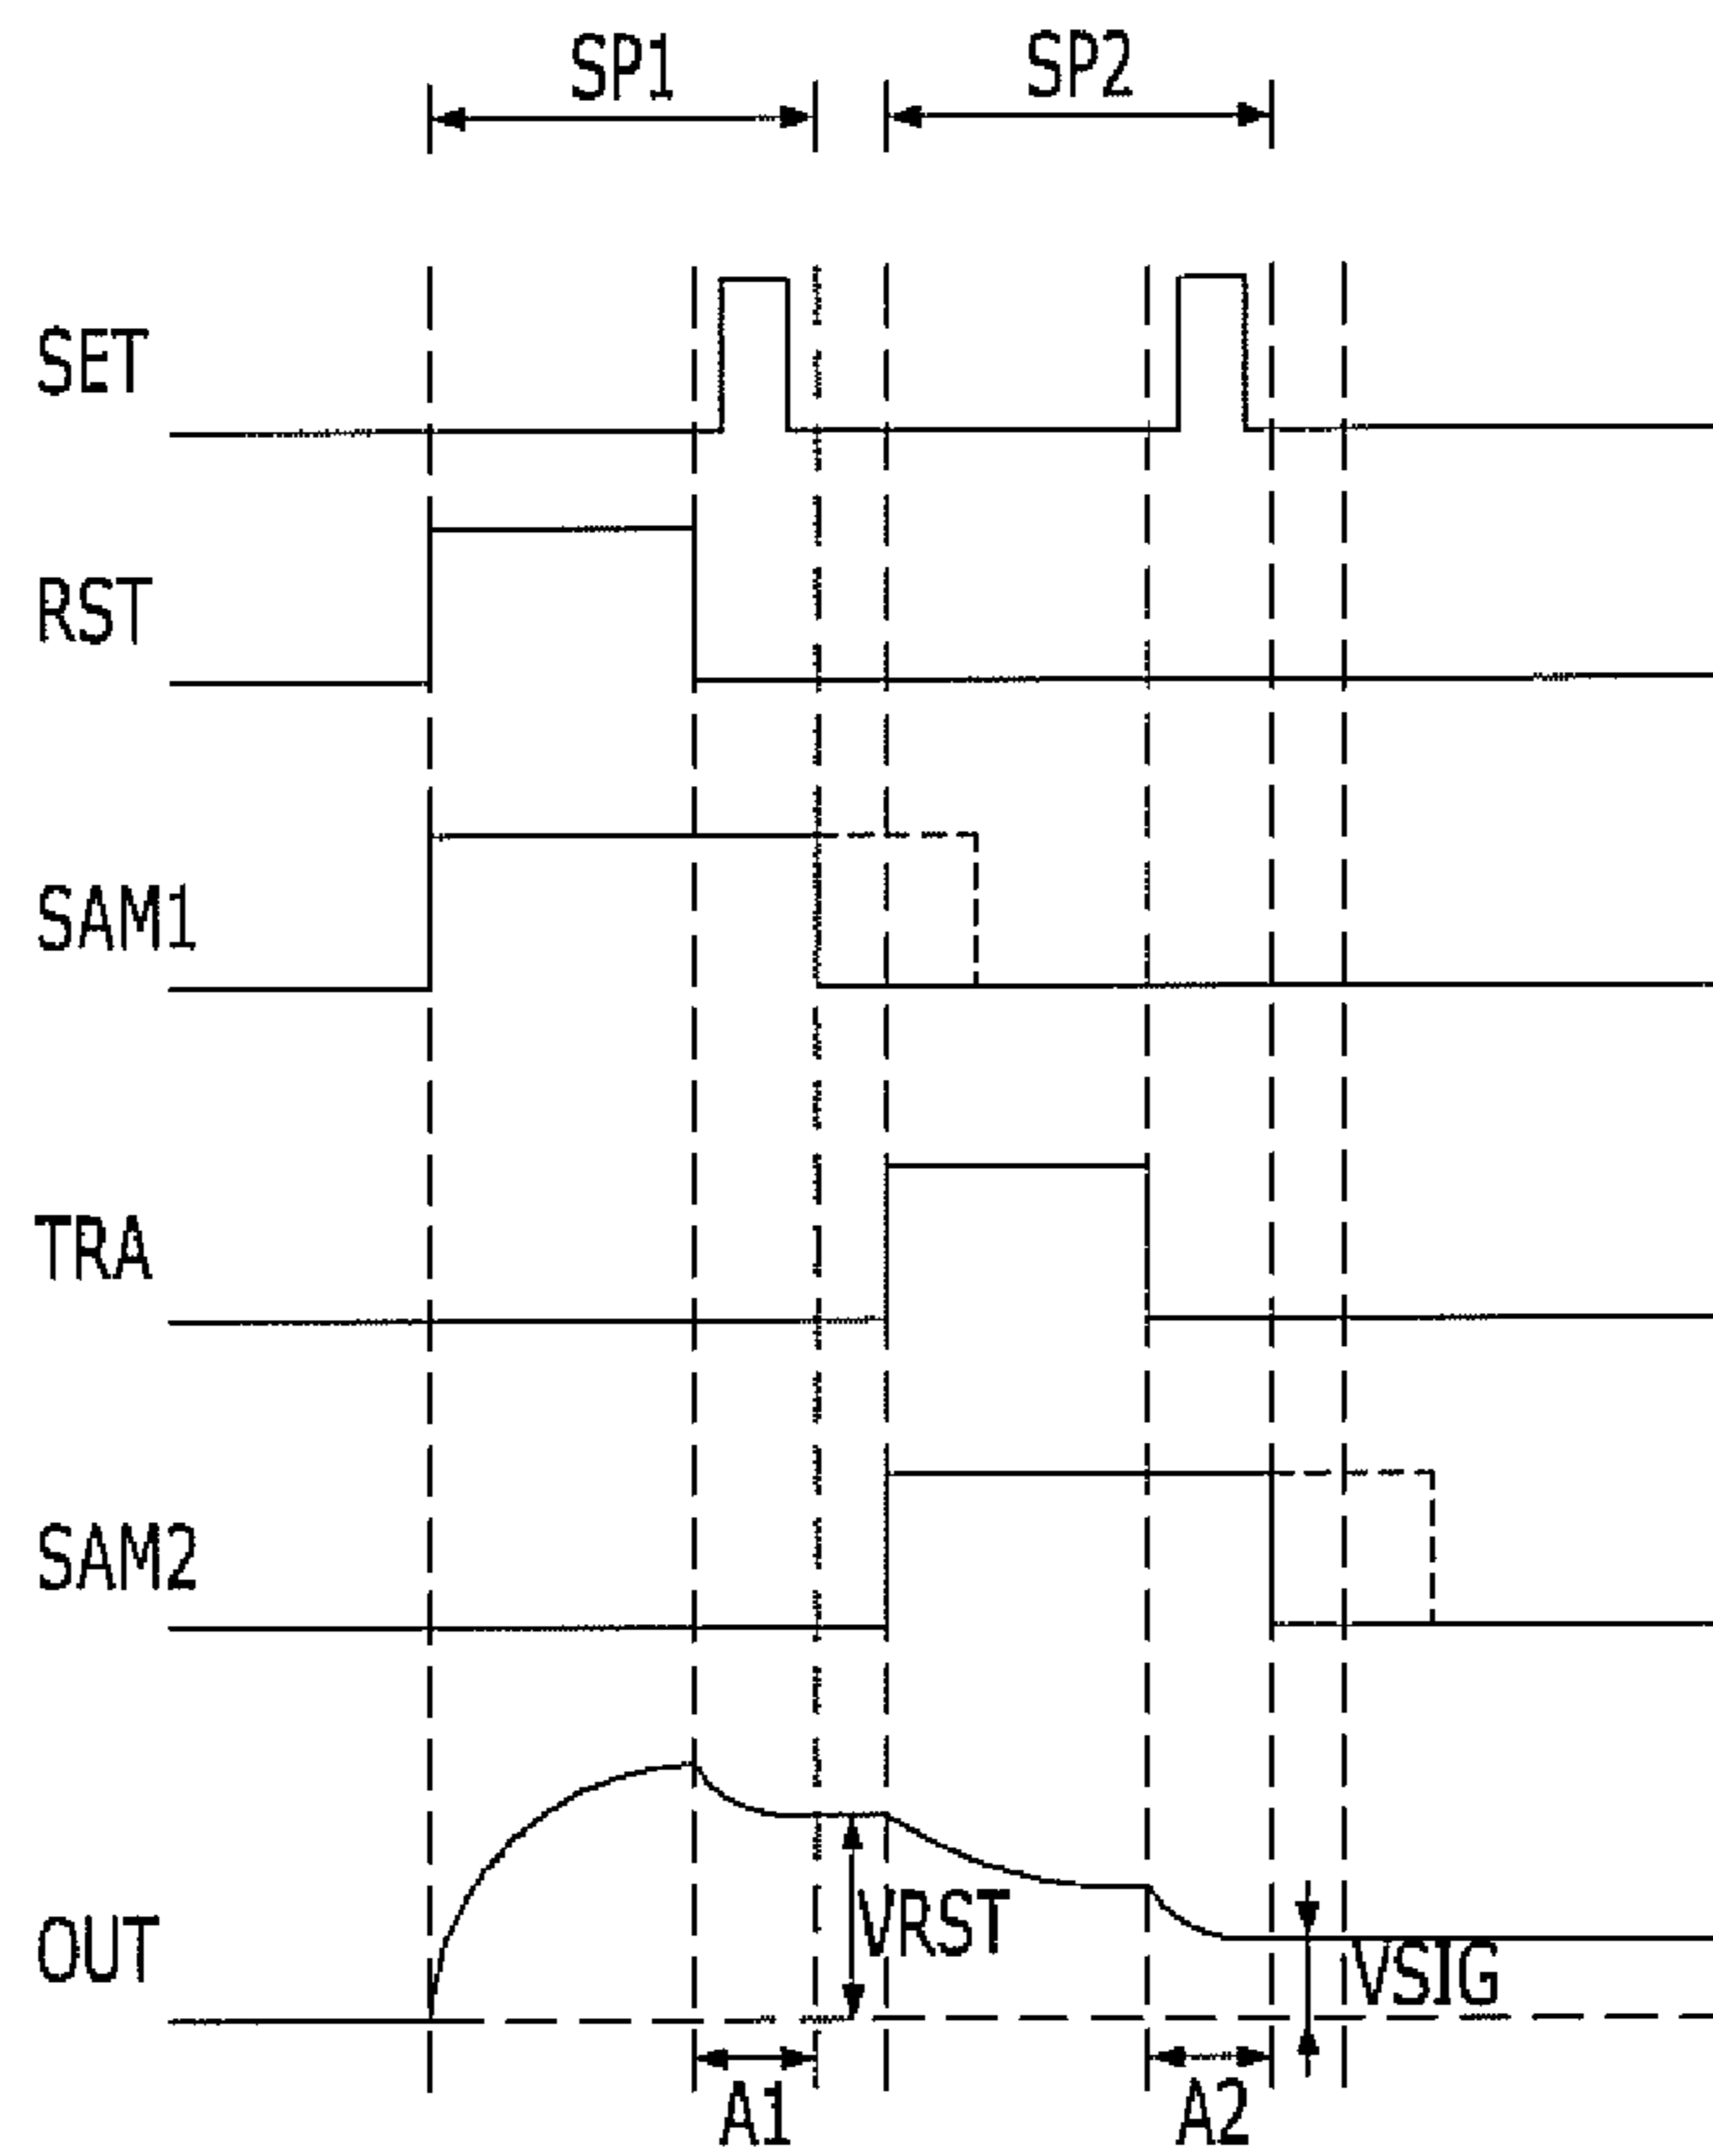 SP1 SP2
SET
RST
SAM1
TRA
SAM2
OUT VRST VSIG
A1 A2